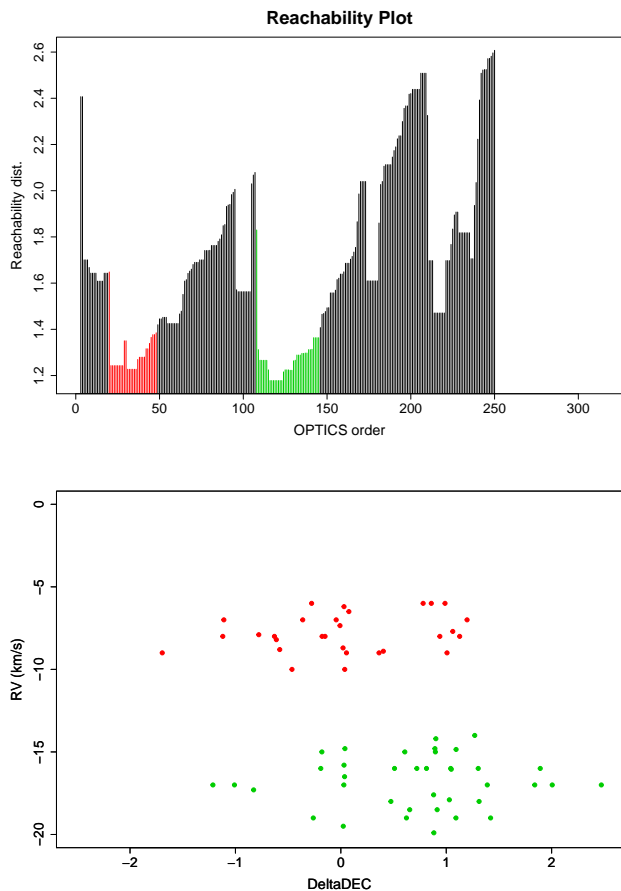 Reachability Plot
2.6
2.4
2.2
2.0
1.8
1.6
1.4
1.2
Reachability dist.
0 50 100 150 200 250 300
OPTICS order
0
−5
−10
−15
−20
RV (km/s)
−2 −1 0 1 2
DeltaDEC